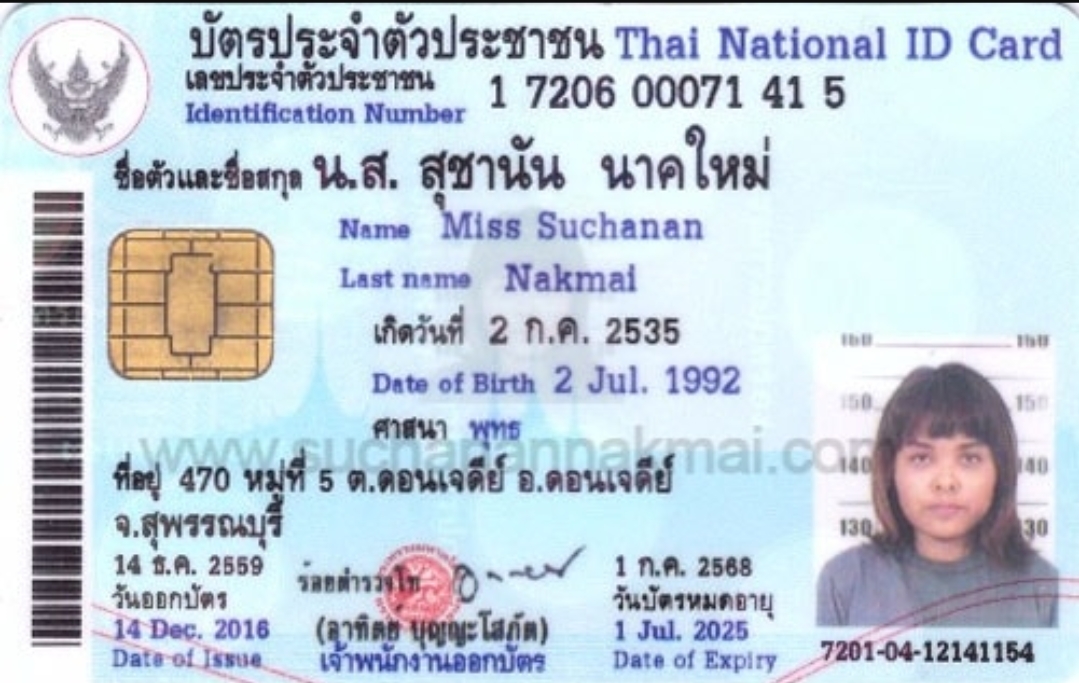 บัตรประจำตัวประชาชน Thai National ID Card
เลขประจำตัวประชาชน 1 7206 00071 41 5
Identification Number
ชื่อตัวและชื่อสกุล น.ส. สุชานัน นาคใหม่
Name Miss Suchanan
Last name Nakmai
เกิดวันที่ 2 ก.ค. 2535
Date of Birth 2 Jul. 1992
ศาสนา พุทธ
www.suchanannakmai.com
ที่อยู่ 470 หมู่ที่ 5 ต.ดอนเจดีย์ อ.ดอนเจดีย์
จ.สุพรรณบุรี
14 ธ.ค. 2559
วันออกบัตร
14 Dec. 2016
Date of Issue
ร้อยตำรวจโท
(อาทิตย์ บุญญะโสภัต)
เจ้าพนักงานออกบัตร
1 ก.ค. 2568
วันบัตรหมดอายุ
1 Jul. 2025
Date of Expiry
160 160
150 150
140 140
130 130
7201-04-12141154